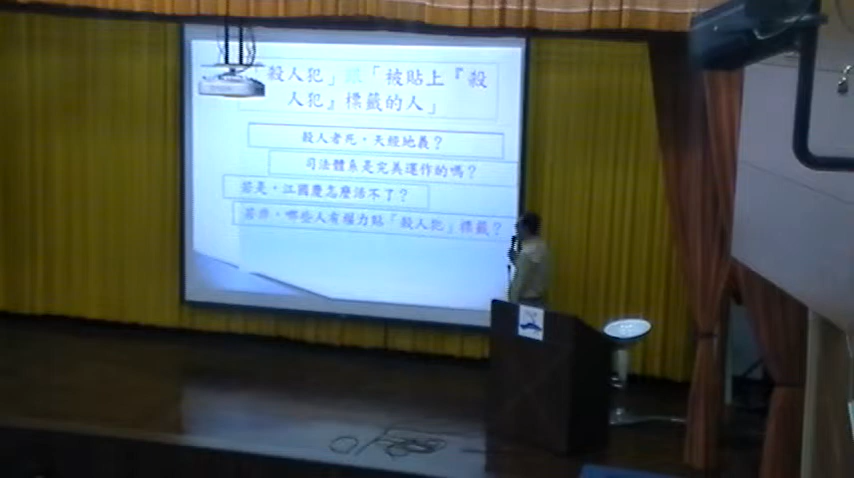 「殺人犯」跟「被貼上『殺
人犯』標籤的人」
殺人者死，天經地義？
司法體系是完美運作的嗎？
若是，江國慶怎麼活不了？
若非，哪些人有權力貼「殺人犯」標籤？